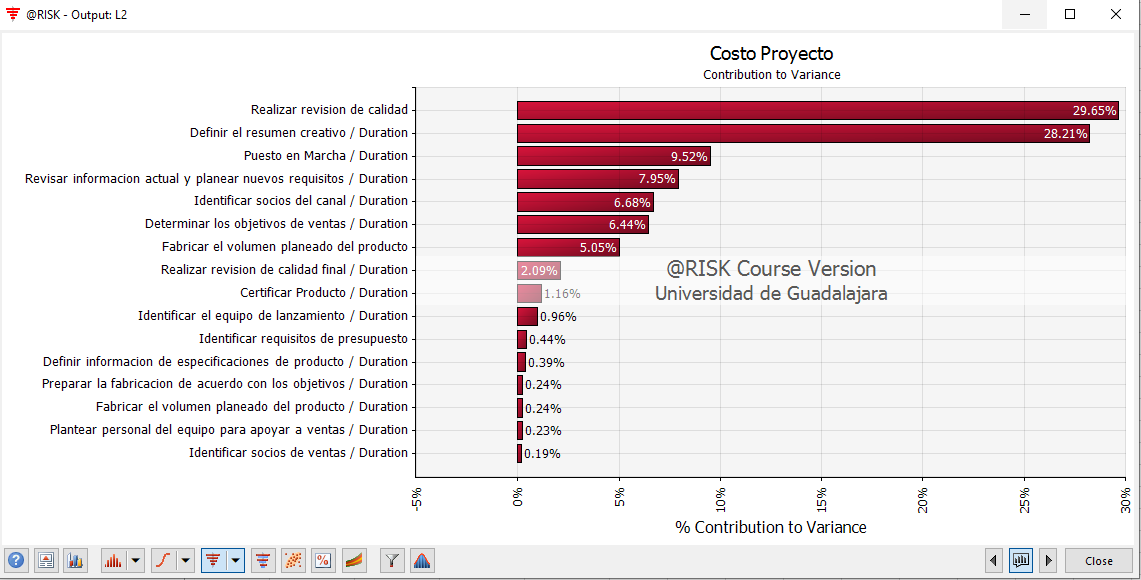 @RISK - Output: L2
Costo Proyecto
Contribution to Variance
Realizar revision de calidad 29.65%
Definir el resumen creativo / Duration 28.21%
Puesto en Marcha / Duration 9.52%
Revisar informacion actual y planear nuevos requisitos / Duration 7.95%
Identificar socios del canal / Duration 6.68%
Determinar los objetivos de ventas / Duration 6.44%
Fabricar el volumen planeado del producto 5.05%
Realizar revision de calidad final / Duration 2.09%
Certificar Producto / Duration 1.16%
Identificar el equipo de lanzamiento / Duration 0.96%
Identificar requisitos de presupuesto 0.44%
Definir informacion de especificaciones de producto / Duration 0.39%
Preparar la fabricacion de acuerdo con los objetivos / Duration 0.24%
Fabricar el volumen planeado del producto / Duration 0.24%
Plantear personal del equipo para apoyar a ventas / Duration 0.23%
Identificar socios de ventas / Duration 0.19%
@RISK Course Version
Universidad de Guadalajara
-5% 0% 5% 10% 15% 20% 25% 30%
% Contribution to Variance
Close